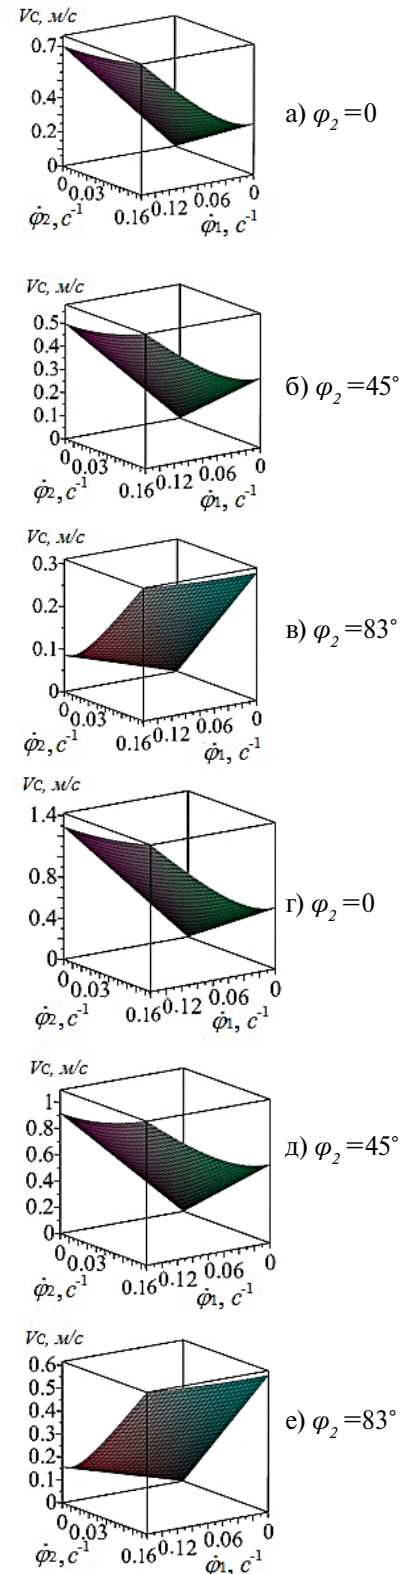 Vc, м/с
0.7
0.4
0.2
0
0 0.03
φ̇2, c⁻¹
0.16 0.12 0.06 0
φ̇1, c⁻¹
а) φ₂ =0
Vc, м/с
0.5
0.4
0.3
0.2
0.1
0
0 0.03
φ̇2, c⁻¹
0.16 0.12 0.06 0
φ̇1, c⁻¹
б) φ₂ =45°
Vc, м/с
0.3
0.2
0.1
0
0 0.03
φ̇2, c⁻¹
0.16 0.12 0.06 0
φ̇1, c⁻¹
в) φ₂ =83°
Vc, м/с
1.4
0.8
0.4
0
0 0.03
φ̇2, c⁻¹
0.16 0.12 0.06 0
φ̇1, c⁻¹
г) φ₂ =0
Vc, м/с
1
0.8
0.6
0.4
0.2
0
0 0.03
φ̇2, c⁻¹
0.16 0.12 0.06 0
φ̇1, c⁻¹
д) φ₂ =45°
Vc, м/с
0.6
0.5
0.4
0.3
0.2
0.1
0
0 0.03
φ̇2, c⁻¹
0.16 0.12 0.06 0
φ̇1, c⁻¹
е) φ₂ =83°